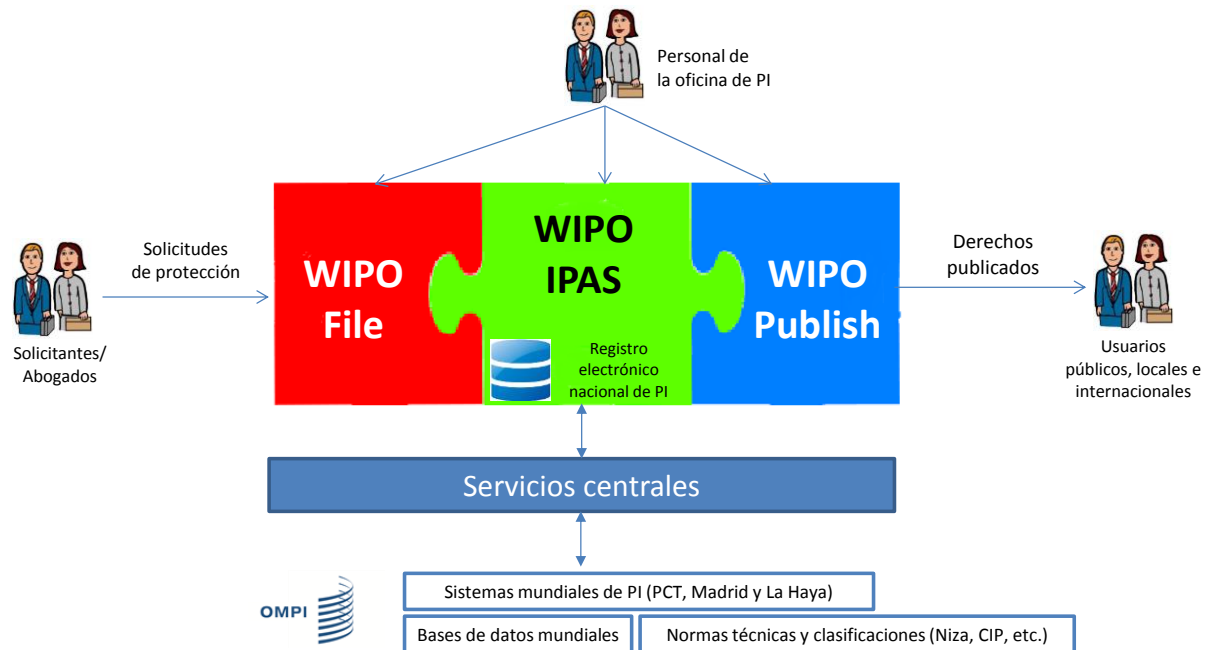 Personal de
la oficina de PI
Solicitudes
de protección
Solicitantes/
Abogados
WIPO
File
WIPO
IPAS
Registro
electrónico
nacional de PI
WIPO
Publish
Derechos
publicados
Usuarios
públicos, locales e
internacionales
Servicios centrales
OMPI
Sistemas mundiales de PI (PCT, Madrid y La Haya)
Bases de datos mundiales
Normas técnicas y clasificaciones (Niza, CIP, etc.)